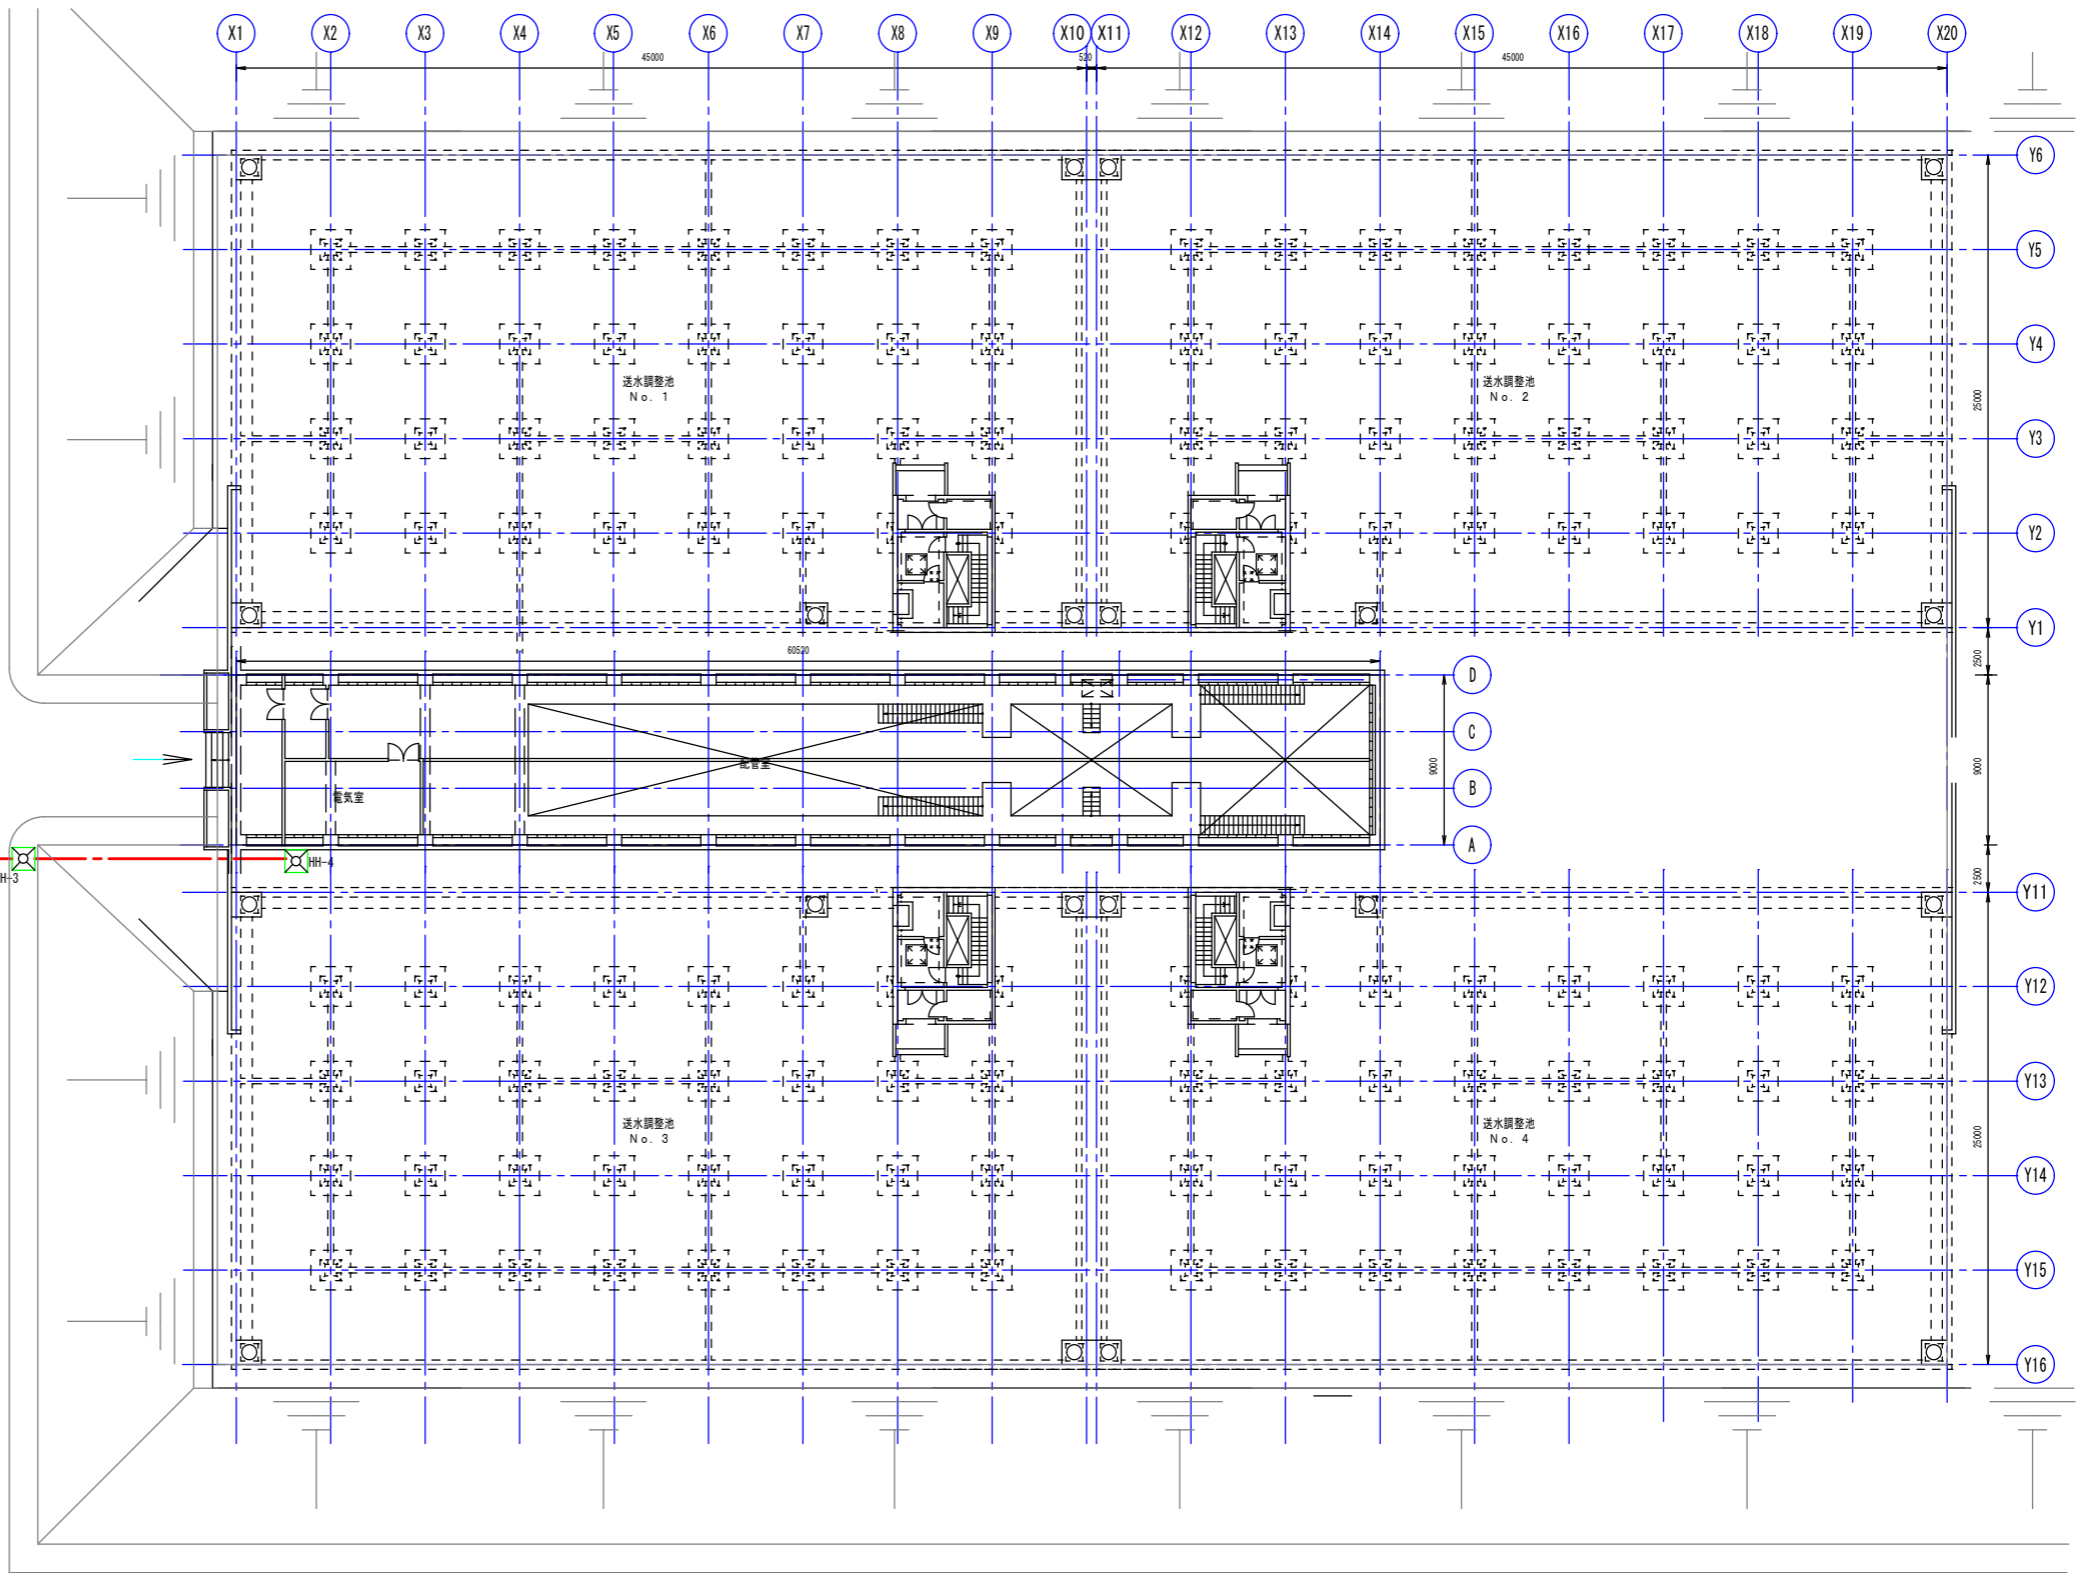 X1 X2 X3 X4 X5 X6 X7 X8 X9 X10 X11 X12 X13 X14 X15 X16 X17 X18 X19 X20
45000 520 45000
Y6
Y5
Y4
送水調整池 送水調整池
No. 1 No. 2
25000
Y3
Y2
Y1
60520
2500
D
C
配管室
9000 9000
B
電気室
A
HH-4
H-3
2500
Y11
Y12
Y13
送水調整池 送水調整池
No. 3 No. 4
25000
Y14
Y15
Y16